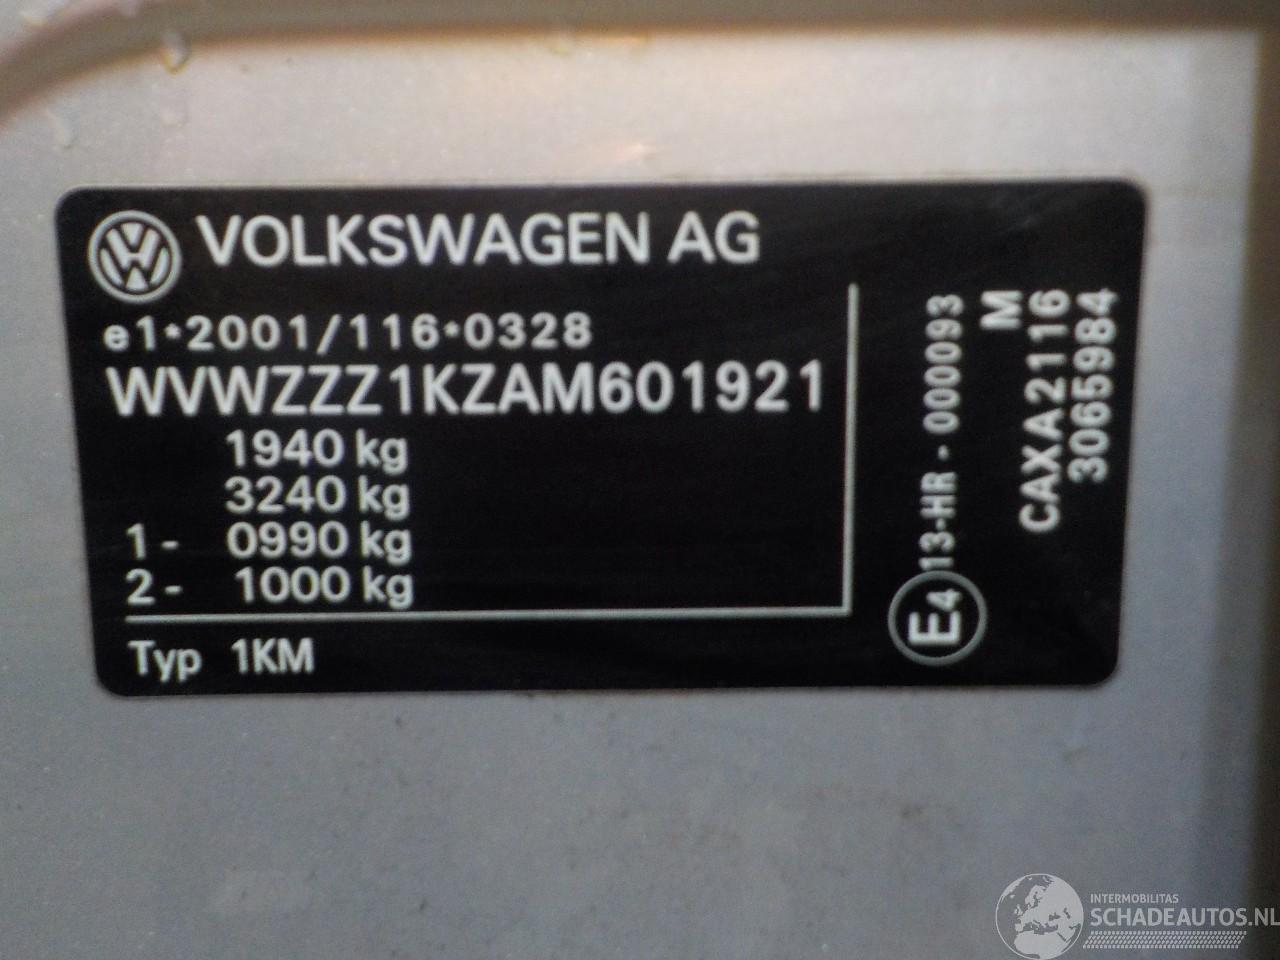 VOLKSWAGEN AG
e1*2001/116*0328
WVWZZZ1KZAM601921
1940 kg
3240 kg
1- 0990 kg
2- 1000 kg
Typ 1KM
E4 13-HR - 000093
M
CAXA2116
3065984
INTERMOBILITAS
SCHADEAUTOS.NL